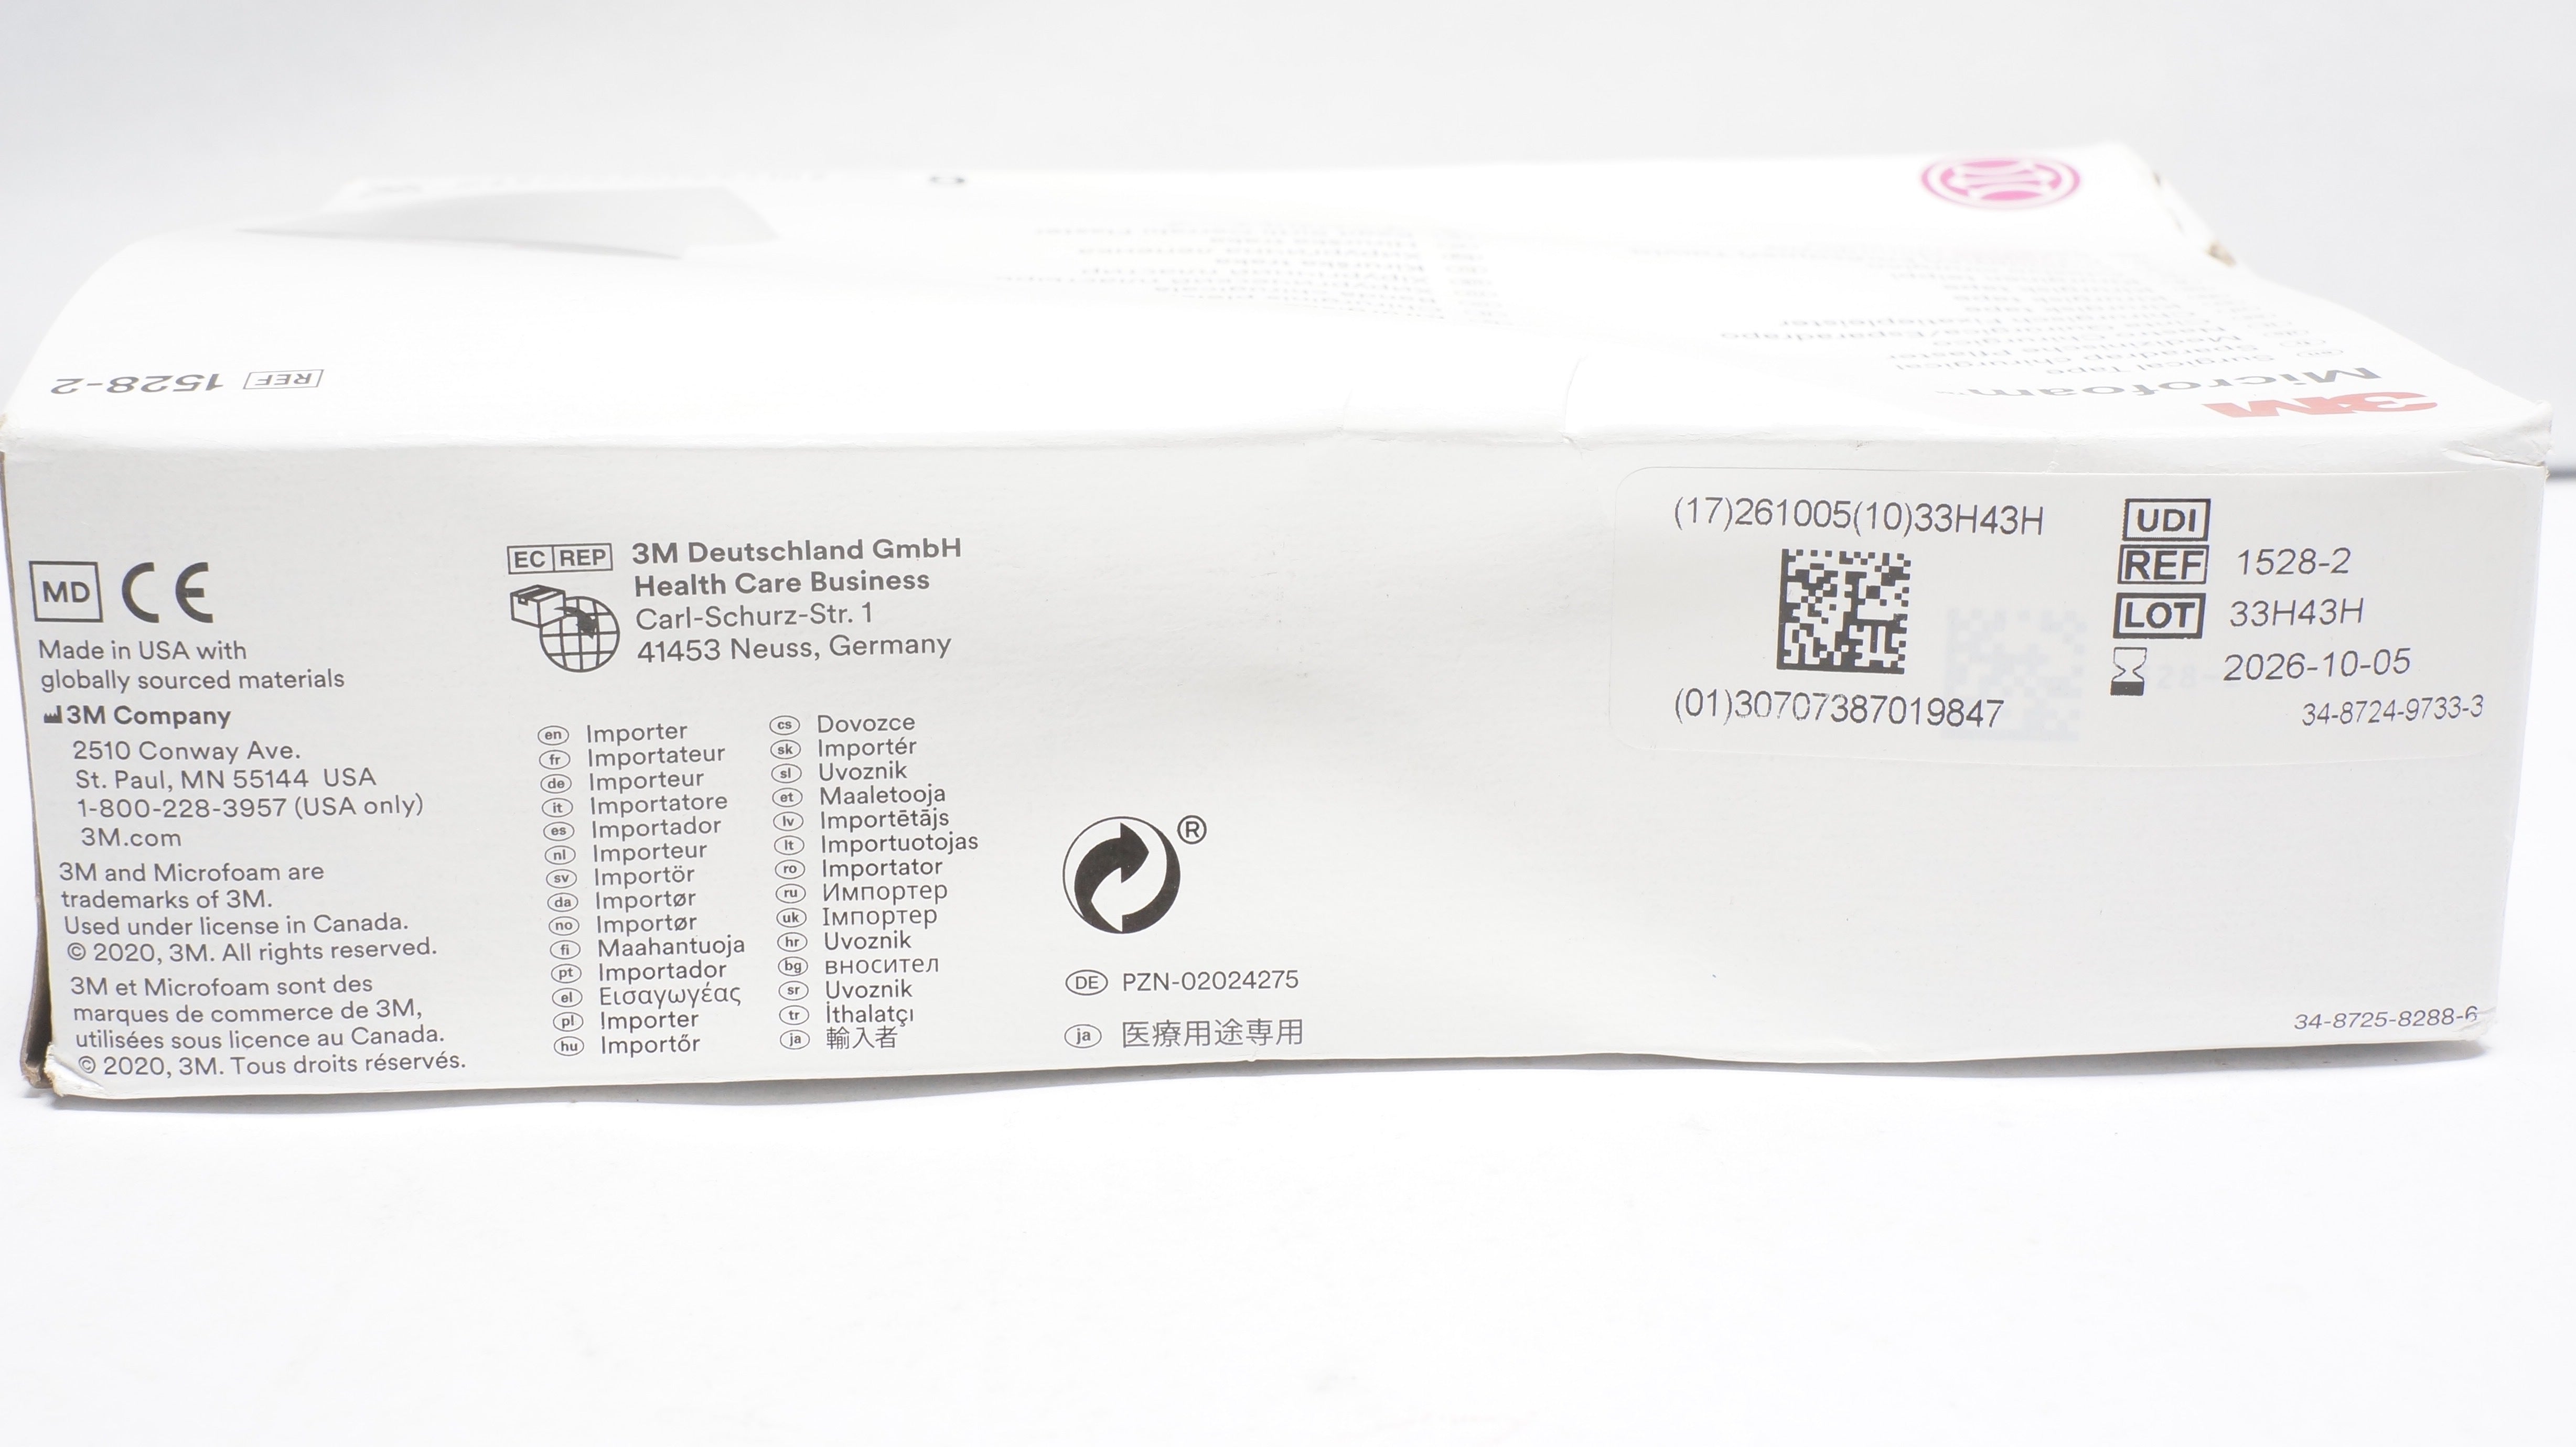 REF 1528-2
3M
Microfoam™
en Surgical Tape
Sparadrap chirurgical
Medizinische Pflaster
MD CE
Made in USA with
globally sourced materials
3M Company
2510 Conway Ave.
St. Paul, MN 55144 USA
1-800-228-3957 (USA only)
3M.com
3M and Microfoam are
trademarks of 3M.
Used under license in Canada.
© 2020, 3M. All rights reserved.
3M et Microfoam sont des
marques de commerce de 3M,
utilisées sous licence au Canada.
© 2020, 3M. Tous droits réservés.
EC REP 3M Deutschland GmbH
Health Care Business
Carl-Schurz-Str. 1
41453 Neuss, Germany
en Importer
fr Importateur
de Importeur
it Importatore
es Importador
nl Importeur
sv Importör
da Importør
no Importør
fi Maahantuoja
pt Importador
el Εισαγωγέας
pl Importer
hu Importőr
cs Dovozce
sk Importér
sl Uvoznik
et Maaletooja
lv Importētājs
lt Importuotojas
ro Importator
ru Импортер
uk Імпортер
hr Uvoznik
bg вносител
sr Uvoznik
tr İthalatçı
ja 輸入者
®
DE PZN-02024275
ja 医療用途専用
(17)261005(10)33H43H
(01)30707387019847
UDI
REF 1528-2
LOT 33H43H
2026-10-05
34-8724-9733-3
34-8725-8288-6